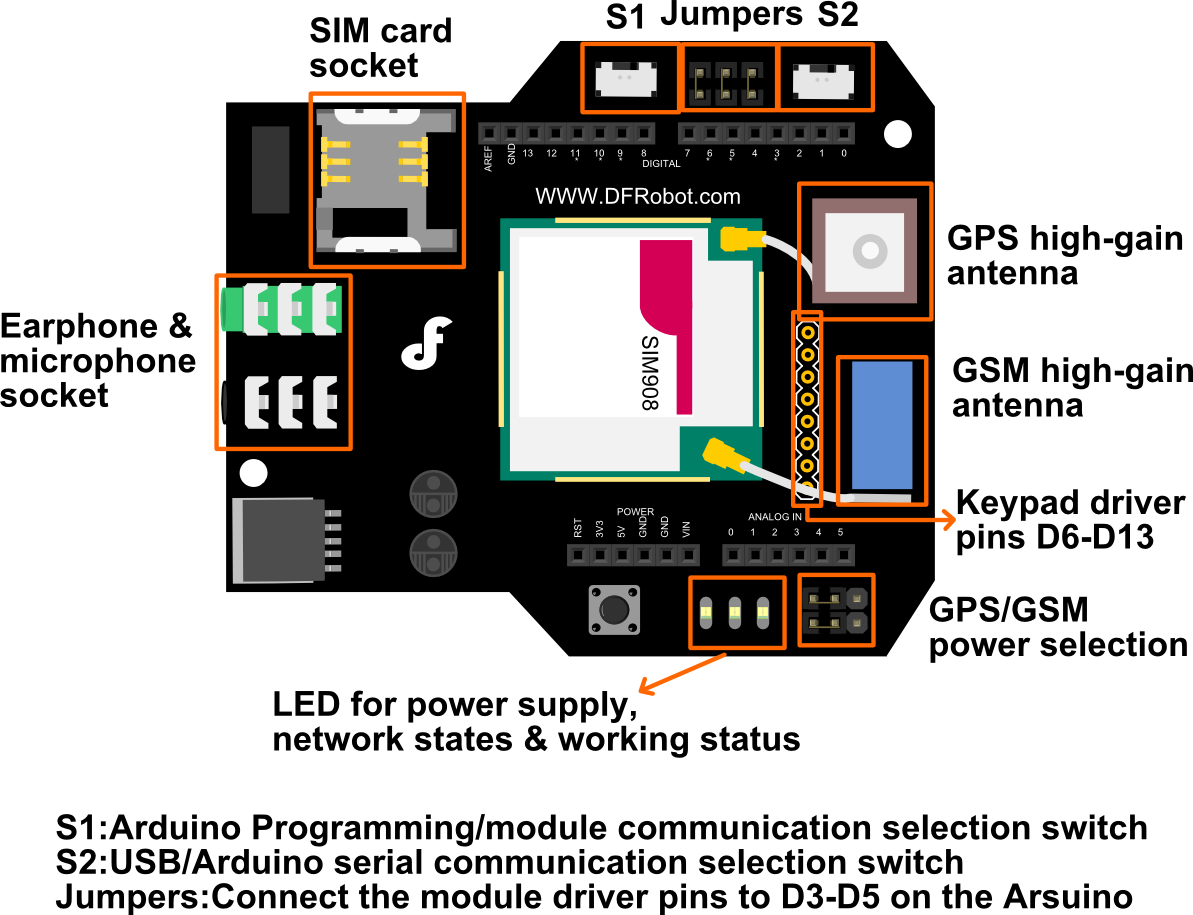 S1 Jumpers S2
SIM card
socket
AREF GND 13 12 11 10 9 8 7 6 5 4 3 2 1 0
* * * * * *
DIGITAL
WWW.DFRobot.com
GPS high-gain
antenna
Earphone &
microphone
socket
SIM908
GSM high-gain
antenna
Keypad driver
pins D6-D13
POWER
ANALOG IN
RST 3V3 5V GND GND VIN 0 1 2 3 4 5
GPS/GSM
power selection
LED for power supply,
network states & working status
S1:Arduino Programming/module communication selection switch
S2:USB/Arduino serial communication selection switch
Jumpers:Connect the module driver pins to D3-D5 on the Arsuino